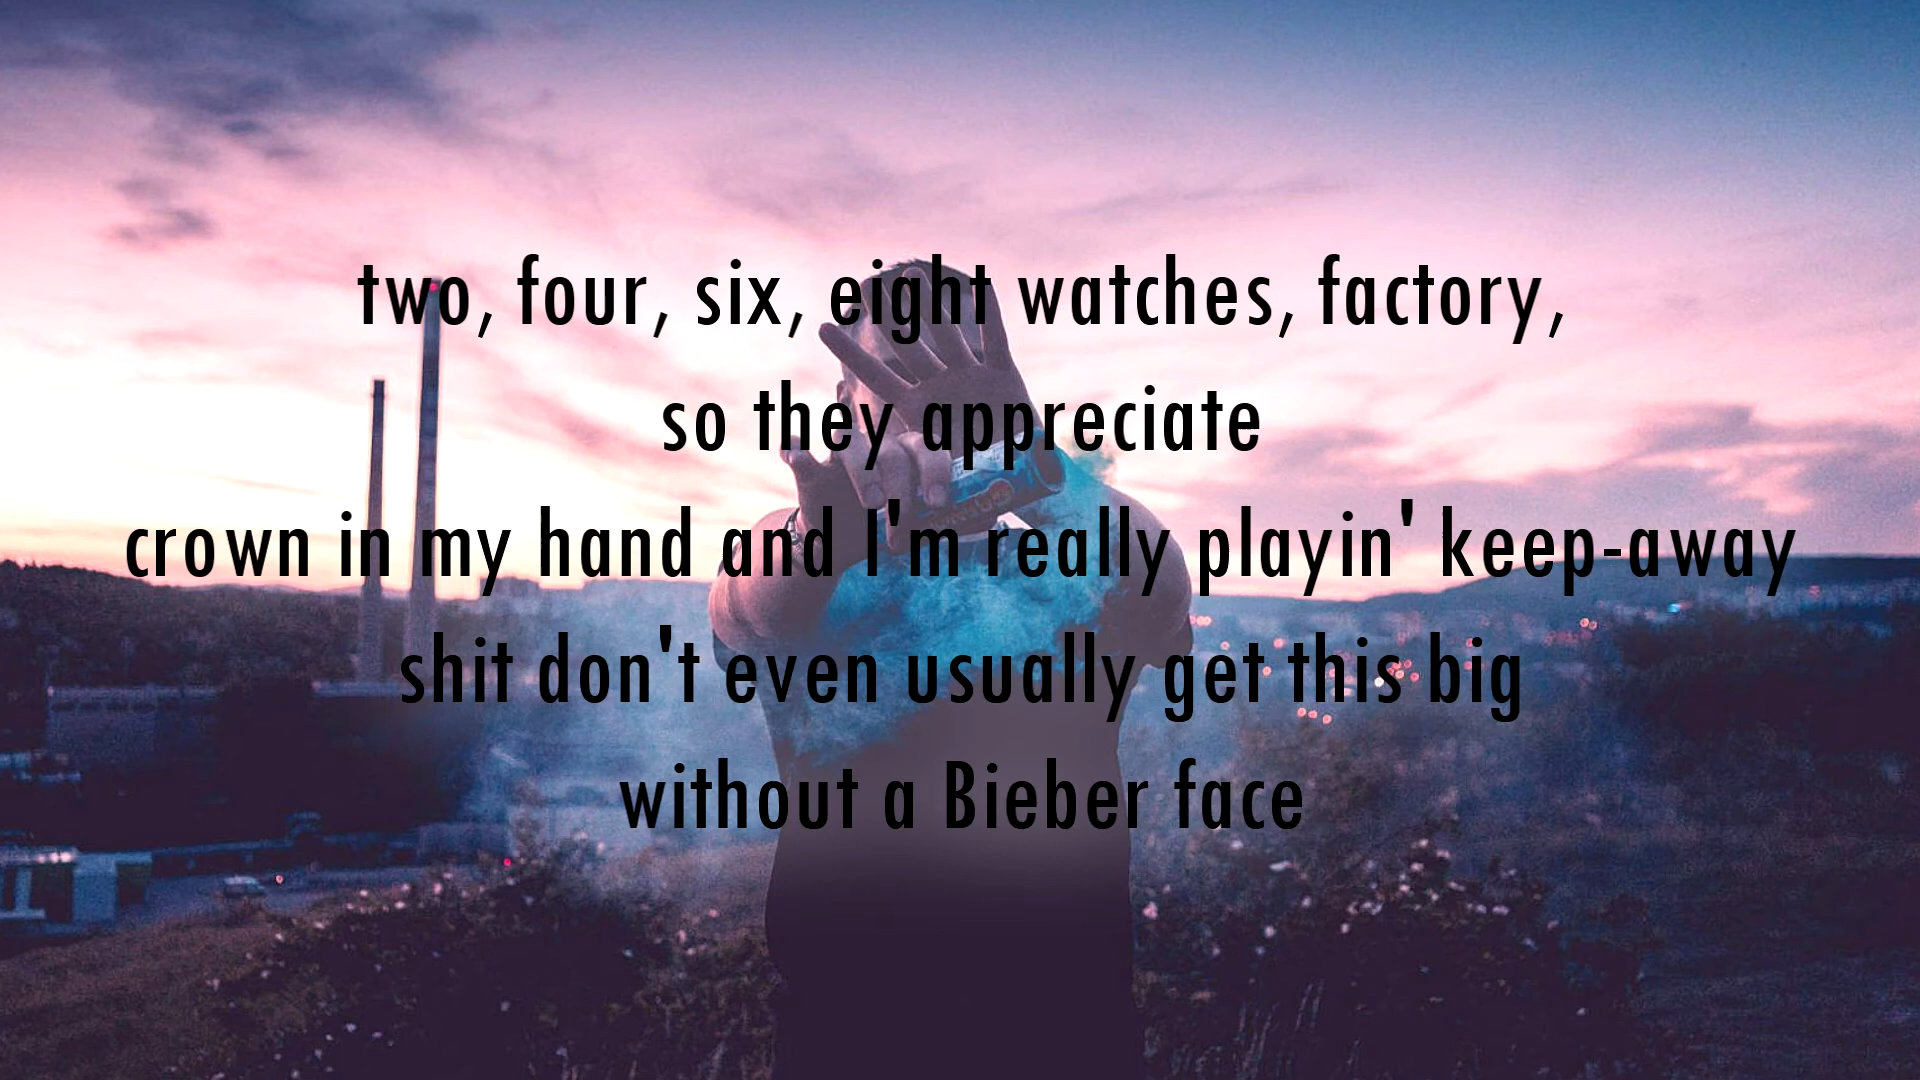 two, four, six, eight watches, factory,
so they appreciate
crown in my hand and I'm really playin' keep-away
shit don't even usually get this big
without a Bieber face